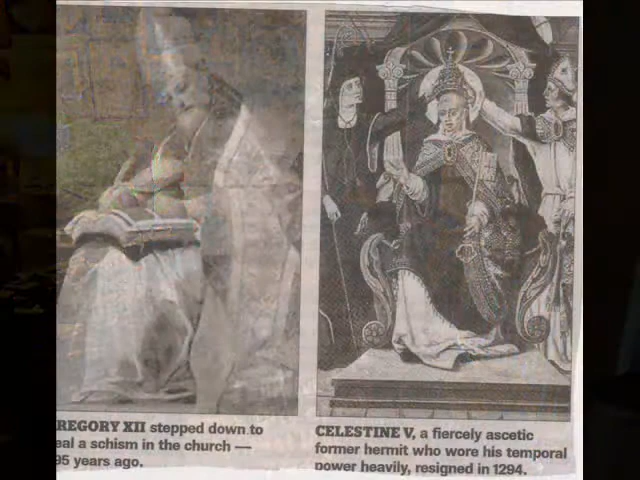 REGORY XII stepped down to
eal a schism in the church —
95 years ago.
CELESTINE V, a fiercely ascetic
former hermit who wore his temporal
power heavily, resigned in 1294.